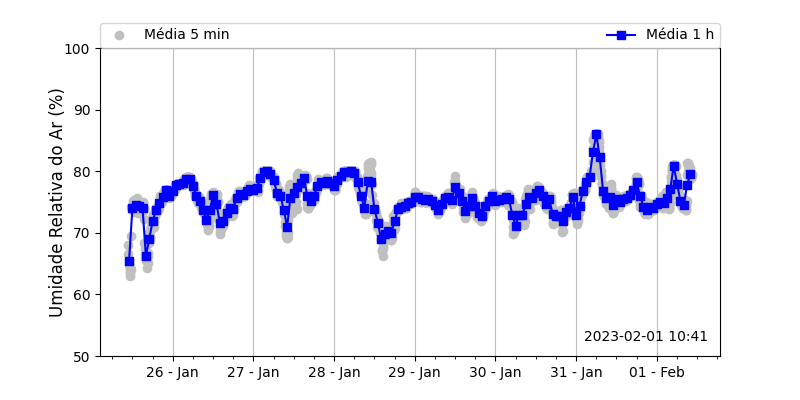 Média 5 min
Média 1 h
Umidade Relativa do Ar (%)
100
90
80
70
60
50
2023-02-01 10:41
26 - Jan
27 - Jan
28 - Jan
29 - Jan
30 - Jan
31 - Jan
01 - Feb